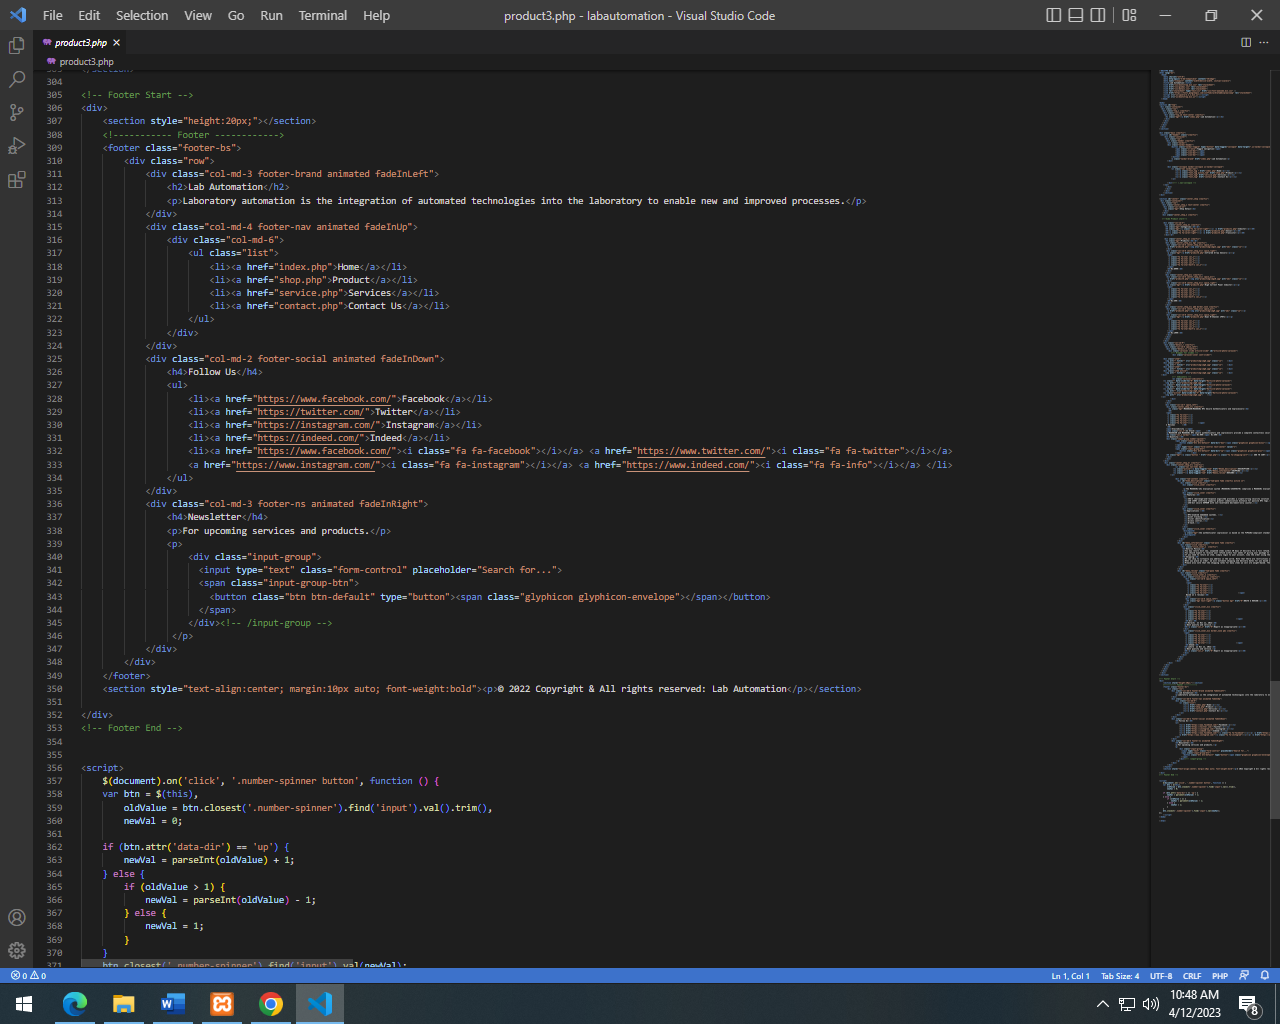 File Edit Selection View Go Run Terminal Help product3.php - labautomation - Visual Studio Code
product3.php
product3.php
303 </section>
304
305 <!-- Footer Start -->
306 <div>
307 <section style="height:20px;"></section>
308 <!----------- Footer ------------>
309 <footer class="footer-bs">
310 <div class="row">
311 <div class="col-md-3 footer-brand animated fadeInLeft">
312 <h2>Lab Automation</h2>
313 <p>Laboratory automation is the integration of automated technologies into the laboratory to enable new and improved processes.</p>
314 </div>
315 <div class="col-md-4 footer-nav animated fadeInUp">
316 <div class="col-md-6">
317 <ul class="list">
318 <li><a href="index.php">Home</a></li>
319 <li><a href="shop.php">Product</a></li>
320 <li><a href="service.php">Services</a></li>
321 <li><a href="contact.php">Contact Us</a></li>
322 </ul>
323 </div>
324 </div>
325 <div class="col-md-2 footer-social animated fadeInDown">
326 <h4>Follow Us</h4>
327 <ul>
328 <li><a href="https://www.facebook.com/">Facebook</a></li>
329 <li><a href="https://twitter.com/">Twitter</a></li>
330 <li><a href="https://instagram.com/">Instagram</a></li>
331 <li><a href="https://indeed.com/">Indeed</a></li>
332 <li><a href="https://www.facebook.com/"><i class="fa fa-facebook"></i></a> <a href="https://www.twitter.com/"><i class="fa fa-twitter"></i></a>
333 <a href="https://www.instagram.com/"><i class="fa fa-instagram"></i></a> <a href="https://www.indeed.com/"><i class="fa fa-info"></i></a> </li>
334 </ul>
335 </div>
336 <div class="col-md-3 footer-ns animated fadeInRight">
337 <h4>Newsletter</h4>
338 <p>For upcoming services and products.</p>
339 <p>
340 <div class="input-group">
341 <input type="text" class="form-control" placeholder="Search for...">
342 <span class="input-group-btn">
343 <button class="btn btn-default" type="button"><span class="glyphicon glyphicon-envelope"></span></button>
344 </span>
345 </div><!-- /input-group -->
346 </p>
347 </div>
348 </div>
349 </footer>
350 <section style="text-align:center; margin:10px auto; font-weight:bold"><p>© 2022 Copyright & All rights reserved: Lab Automation</p></section>
351
352 </div>
353 <!-- Footer End -->
354
355
356 <script>
357 $(document).on('click', '.number-spinner button', function () {
358 var btn = $(this),
359 oldValue = btn.closest('.number-spinner').find('input').val().trim(),
360 newVal = 0;
361
362 if (btn.attr('data-dir') == 'up') {
363 newVal = parseInt(oldValue) + 1;
364 } else {
365 if (oldValue > 1) {
366 newVal = parseInt(oldValue) - 1;
367 } else {
368 newVal = 1;
369 }
370 }
371 btn.closest('.number-spinner').find('input').val(newVal);
0 0 Ln 1, Col 1 Tab Size: 4 UTF-8 CRLF PHP
10:48 AM
4/12/2023
8